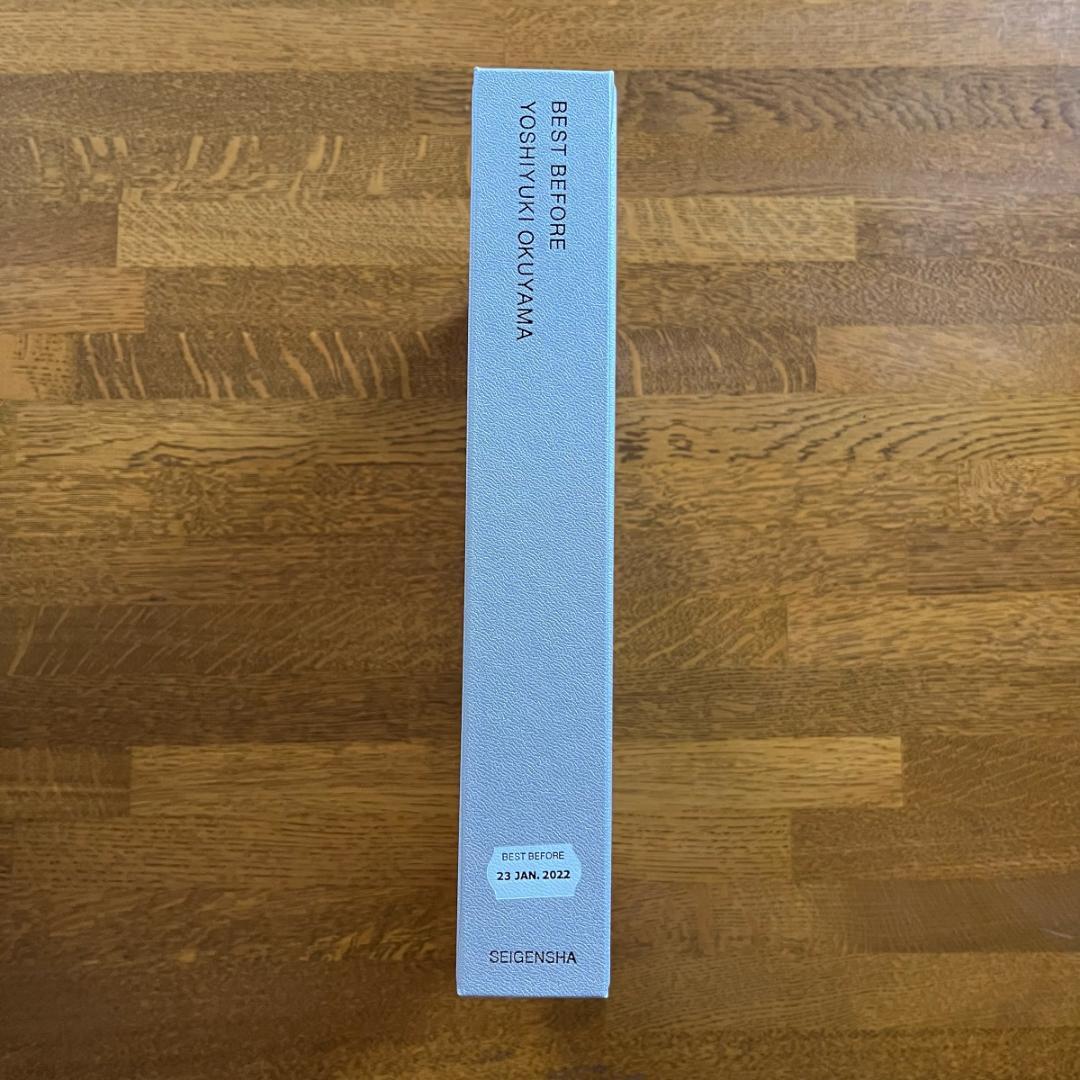 BEST BEFORE
YOSHIYUKI OKUYAMA
BEST BEFORE
23 JAN. 2022
SEIGENSHA